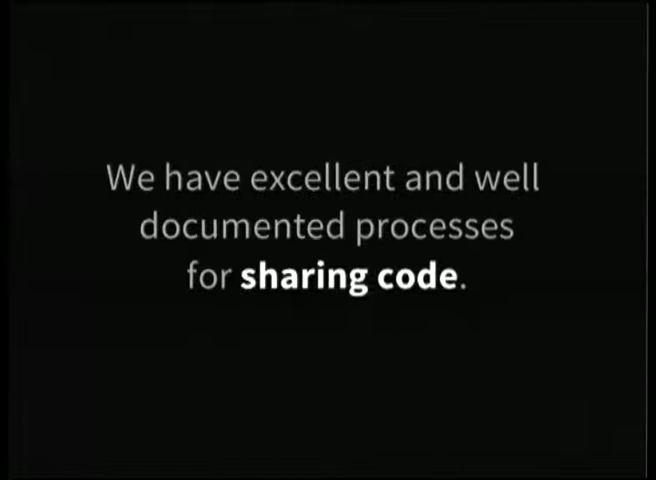 We have excellent and well
documented processes
for sharing code.